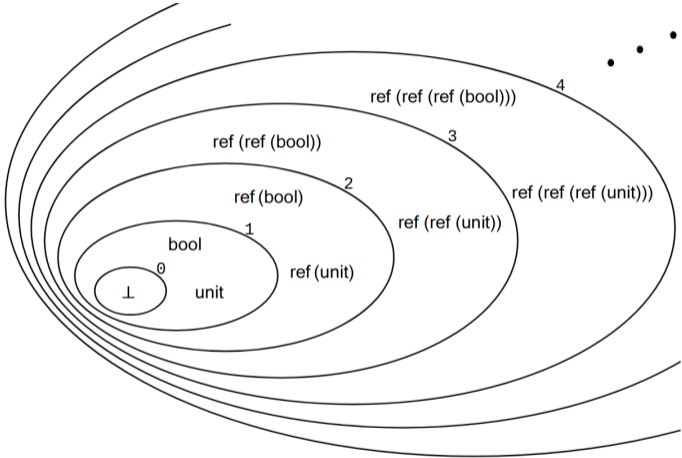 4
ref (ref (ref (bool)))
3
ref (ref (bool))
2
ref (ref (ref (unit)))
ref (bool)
ref (ref (unit))
1
bool
0
ref (unit)
⊥
unit